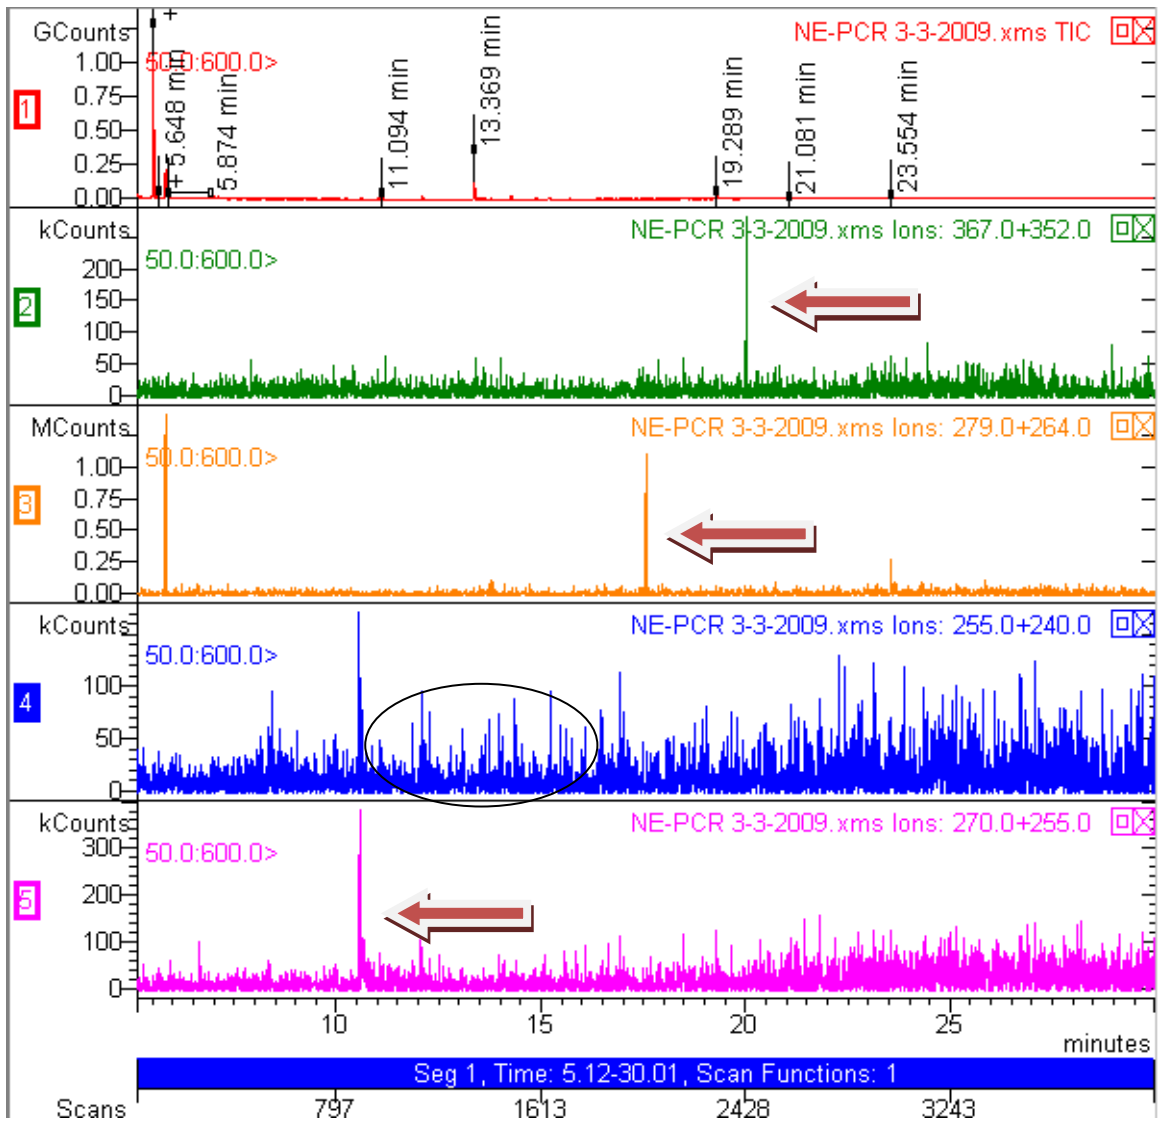 GCounts
NE-PCR 3-3-2009.xms TIC
50.0:600.0>
1.00
0.75
0.50
0.25
0.00
1
+
+ 5.648 min
5.874 min
11.094 min
13.369 min
19.289 min
21.081 min
23.554 min
kCounts
NE-PCR 3-3-2009.xms Ions: 367.0+352.0
50.0:600.0>
200
150
100
50
0
2
MCounts
NE-PCR 3-3-2009.xms Ions: 279.0+264.0
50.0:600.0>
1.00
0.75
0.50
0.25
0.00
3
kCounts
NE-PCR 3-3-2009.xms Ions: 255.0+240.0
50.0:600.0>
100
50
0
4
kCounts
NE-PCR 3-3-2009.xms Ions: 270.0+255.0
50.0:600.0>
300
200
100
0
5
10 15 20 25
minutes
Seg 1, Time: 5.12-30.01, Scan Functions: 1
Scans 797 1613 2428 3243